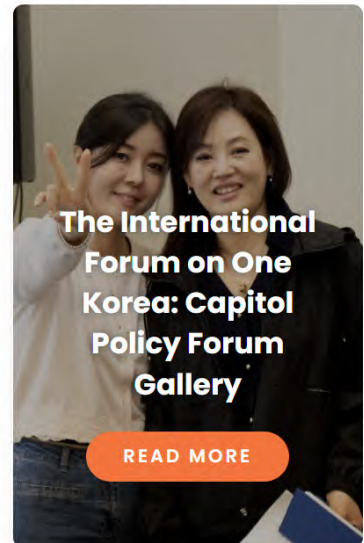 The International
Forum on One
Korea: Capitol
Policy Forum
Gallery
READ MORE